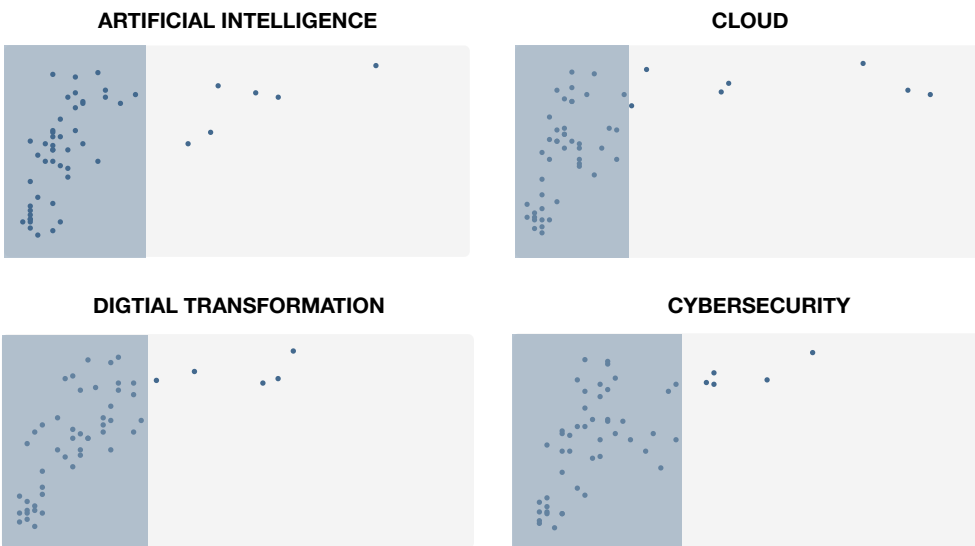 ARTIFICIAL INTELLIGENCE
CLOUD
DIGTIAL TRANSFORMATION
CYBERSECURITY